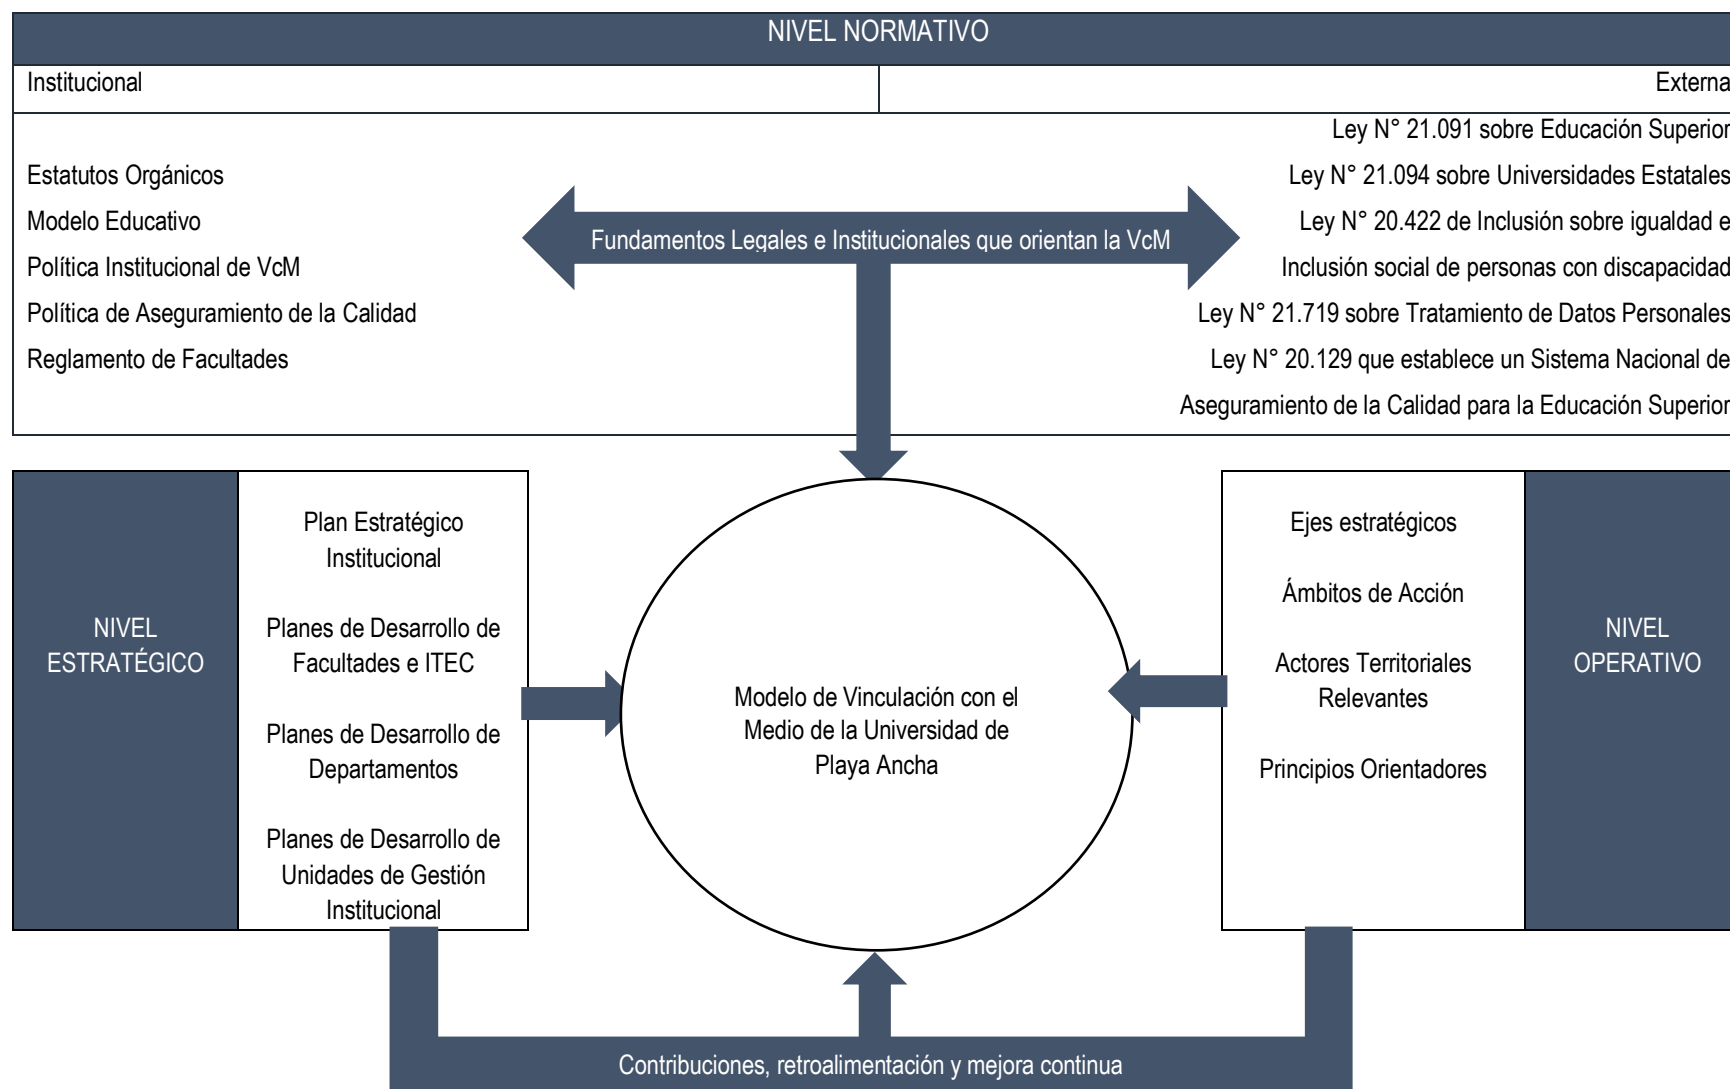 NIVEL NORMATIVO
Institucional
Externa
Estatutos Orgánicos
Modelo Educativo
Política Institucional de VcM
Política de Aseguramiento de la Calidad
Reglamento de Facultades
Fundamentos Legales e Institucionales que orientan la VcM
Ley N° 21.091 sobre Educación Superior
Ley N° 21.094 sobre Universidades Estatales
Ley N° 20.422 de Inclusión sobre igualdad e
Inclusión social de personas con discapacidad
Ley N° 21.719 sobre Tratamiento de Datos Personales
Ley N° 20.129 que establece un Sistema Nacional de
Aseguramiento de la Calidad para la Educación Superior
NIVEL
ESTRATÉGICO
Plan Estratégico
Institucional
Planes de Desarrollo de
Facultades e ITEC
Planes de Desarrollo de
Departamentos
Planes de Desarrollo de
Unidades de Gestión
Institucional
Modelo de Vinculación con el
Medio de la Universidad de
Playa Ancha
Ejes estratégicos
Ámbitos de Acción
Actores Territoriales
Relevantes
Principios Orientadores
NIVEL
OPERATIVO
Contribuciones, retroalimentación y mejora continua